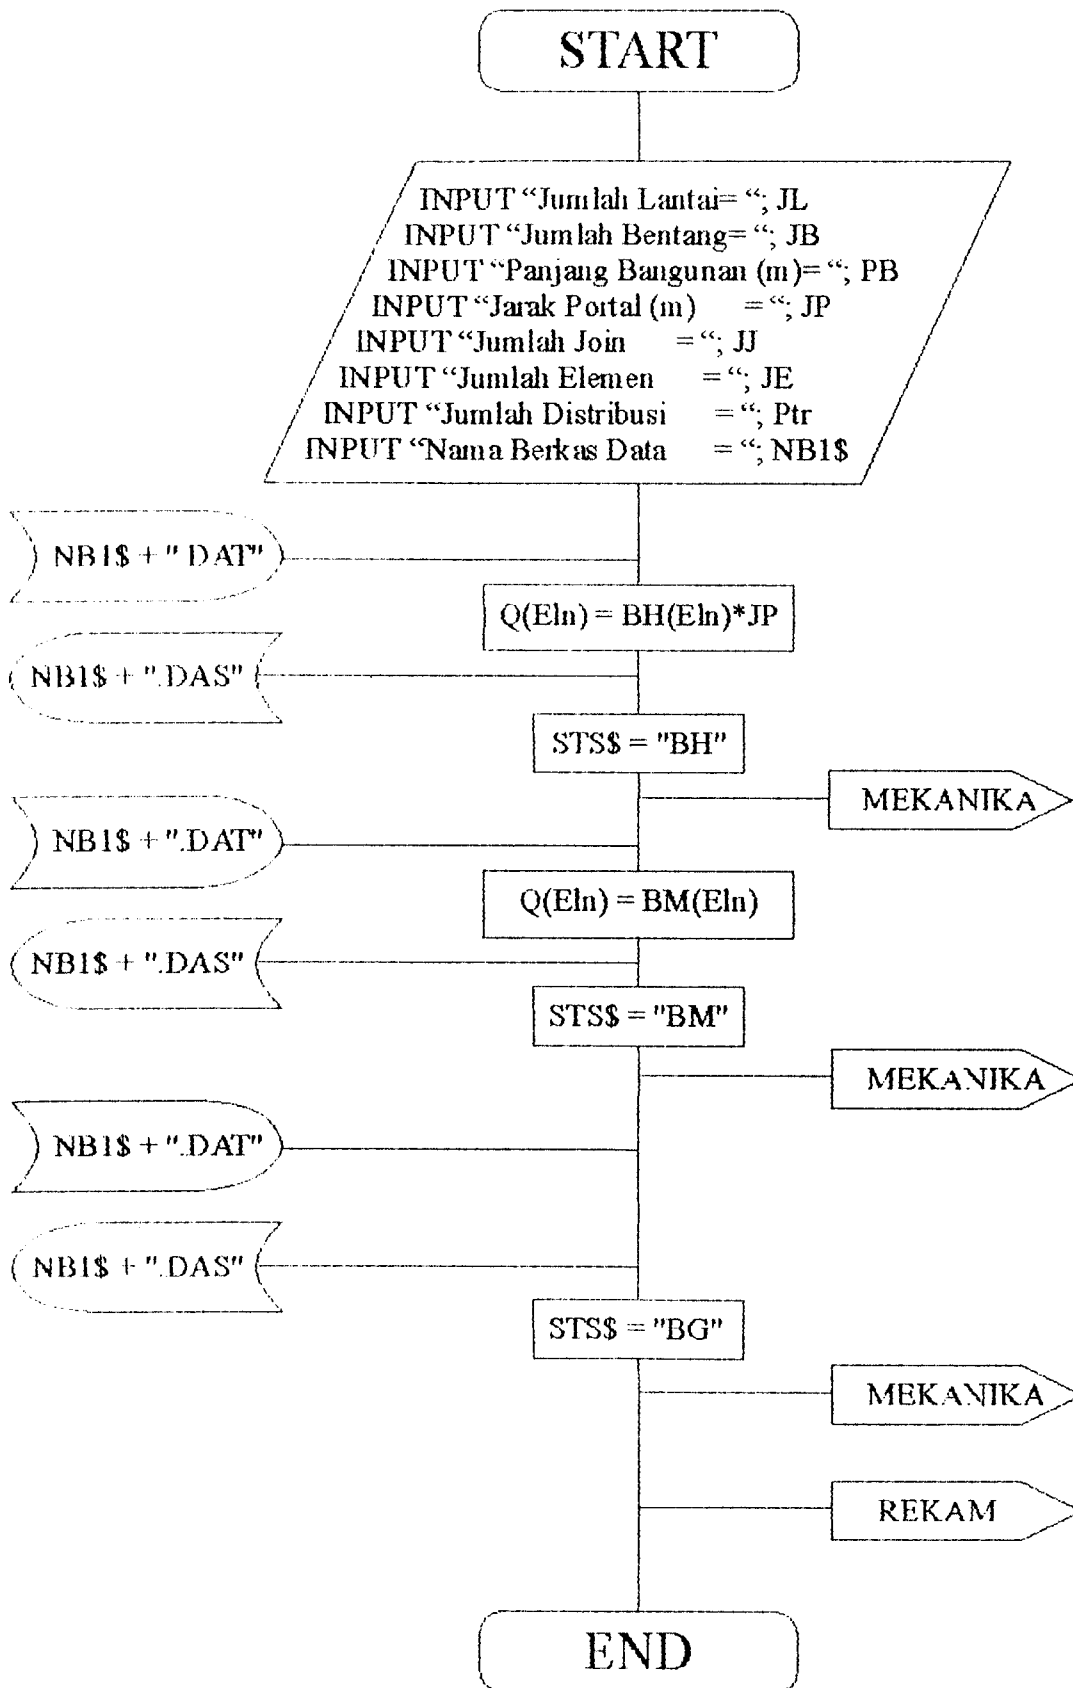 START
INPUT “Jumlah Lantai= “; JL
INPUT “Jumlah Bentang= “; JB
INPUT “Panjang Bangunan (m)= “; PB
INPUT “Jarak Portal (m) = “; JP
INPUT “Jumlah Join = “; JJ
INPUT “Jumlah Elemen = “; JE
INPUT “Jumlah Distribusi = “; Ptr
INPUT “Nama Berkas Data = “; NB1$
NB1$ + ".DAT"
Q(Eln) = BH(Eln)*JP
NB1$ + ".DAS"
STS$ = "BH"
MEKANIKA
NB1$ + ".DAT"
Q(Eln) = BM(Eln)
NB1$ + ".DAS"
STS$ = "BM"
MEKANIKA
NB1$ + ".DAT"
NB1$ + ".DAS"
STS$ = "BG"
MEKANIKA
REKAM
END